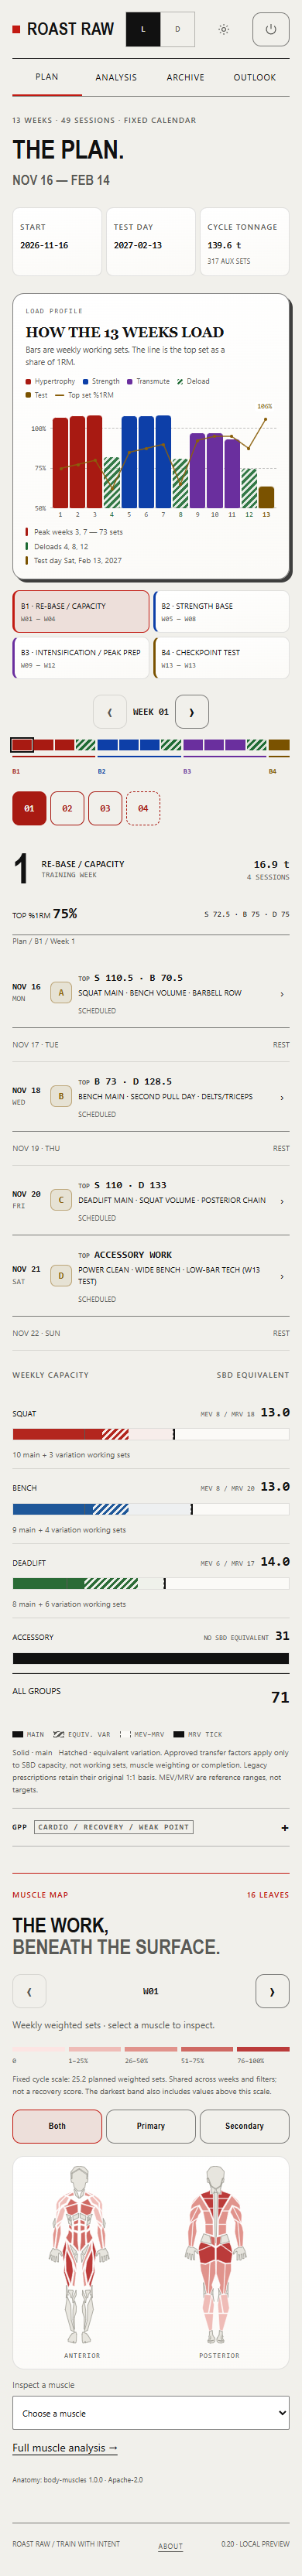 ROAST RAW
L
D
PLAN
ANALYSIS
ARCHIVE
OUTLOOK
13 WEEKS · 49 SESSIONS · FIXED CALENDAR
THE PLAN.
NOV 16 — FEB 14
START
2026-11-16
TEST DAY
2027-02-13
CYCLE TONNAGE
139.6 t
317 AUX SETS
LOAD PROFILE
HOW THE 13 WEEKS LOAD
Bars are weekly working sets. The line is the top set as a
share of 1RM.
Hypertrophy
Strength
Transmute
Deload
Test
Top set %1RM
106%
100%
75%
50%
1 2 3 4 5 6 7 8 9 10 11 12 13
Peak weeks 3, 7 — 73 sets
Deloads 4, 8, 12
Test day Sat, Feb 13, 2027
B1 · RE-BASE / CAPACITY
W01 — W04
B2 · STRENGTH BASE
W05 — W08
B3 · INTENSIFICATION / PEAK PREP
W09 — W12
B4 · CHECKPOINT TEST
W13 — W13
‹
WEEK 01
›
B1
B2
B3
B4
01
02
03
04
1
RE-BASE / CAPACITY
TRAINING WEEK
16.9 t
4 SESSIONS
TOP %1RM 75%
S 72.5 · B 75 · D 75
Plan / B1 / Week 1
NOV 16
MON
A
TOP S 110.5 · B 70.5
SQUAT MAIN · BENCH VOLUME · BARBELL ROW
SCHEDULED
›
NOV 17 · TUE
REST
NOV 18
WED
B
TOP B 73 · D 128.5
BENCH MAIN · SECOND PULL DAY · DELTS/TRICEPS
SCHEDULED
›
NOV 19 · THU
REST
NOV 20
FRI
C
TOP S 110 · D 133
DEADLIFT MAIN · SQUAT VOLUME · POSTERIOR CHAIN
SCHEDULED
›
NOV 21
SAT
D
TOP ACCESSORY WORK
POWER CLEAN · WIDE BENCH · LOW-BAR TECH (W13
TEST)
SCHEDULED
›
NOV 22 · SUN
REST
WEEKLY CAPACITY
SBD EQUIVALENT
SQUAT
MEV 8 / MRV 18 13.0
10 main + 3 variation working sets
BENCH
MEV 8 / MRV 20 13.0
9 main + 4 variation working sets
DEADLIFT
MEV 6 / MRV 17 14.0
8 main + 6 variation working sets
ACCESSORY
NO SBD EQUIVALENT 31
ALL GROUPS
71
MAIN
EQUIV. VAR
MEV–MRV
MRV TICK
Solid · main Hatched · equivalent variation. Approved transfer factors apply only
to SBD capacity, not working sets, muscle weighting or completion. Legacy
prescriptions retain their original 1:1 basis. MEV/MRV are reference ranges, not
targets.
GPP
CARDIO / RECOVERY / WEAK POINT
+
MUSCLE MAP
16 LEAVES
THE WORK,
BENEATH THE SURFACE.
‹
W01
›
Weekly weighted sets · select a muscle to inspect.
0
1–25%
26–50%
51–75%
76–100%
Fixed cycle scale: 25.2 planned weighted sets. Shared across weeks and filters;
not a recovery score. The darkest band also includes values above this scale.
Both
Primary
Secondary
ANTERIOR
POSTERIOR
Inspect a muscle
Choose a muscle
Full muscle analysis →
Anatomy: body-muscles 1.0.0 · Apache-2.0
ROAST RAW / TRAIN WITH INTENT
ABOUT
0.20 · LOCAL PREVIEW